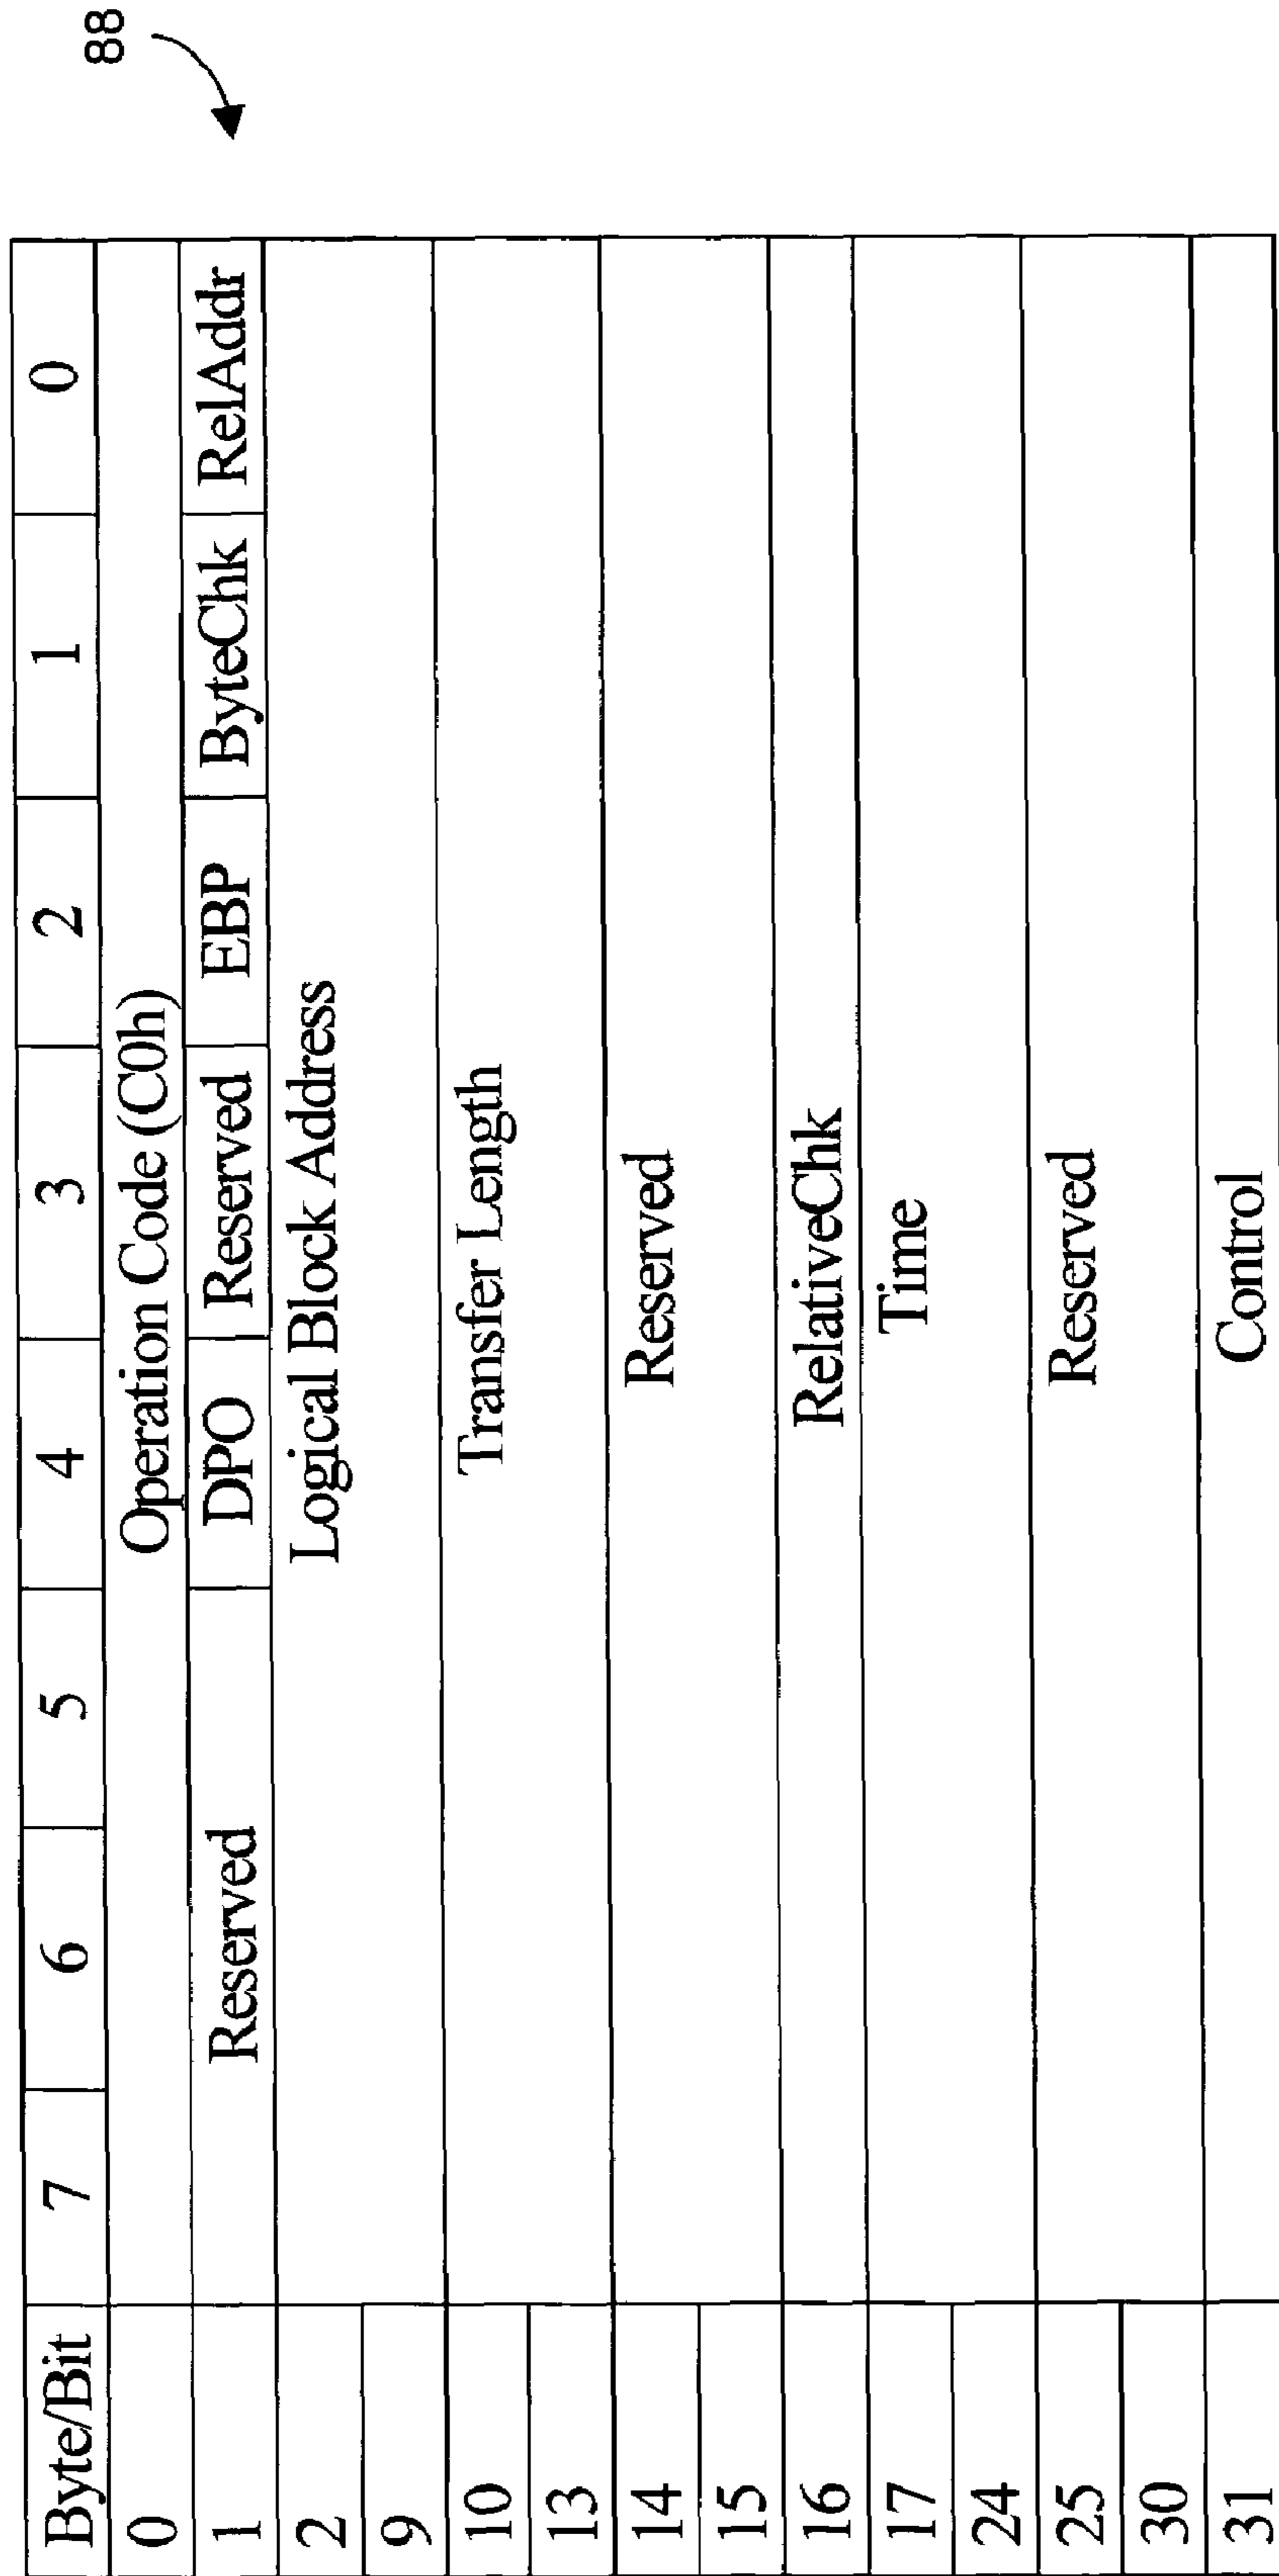 88
Byte/Bit 7 6 5 4 3 2 1 0
0 Operation Code (C0h)
1 Reserved DPO Reserved EBP ByteChk RelAddr
2 Logical Block Address
9
10 Transfer Length
13
14 Reserved
15
16 RelativeChk
17 Time
24
25 Reserved
30
31 Control